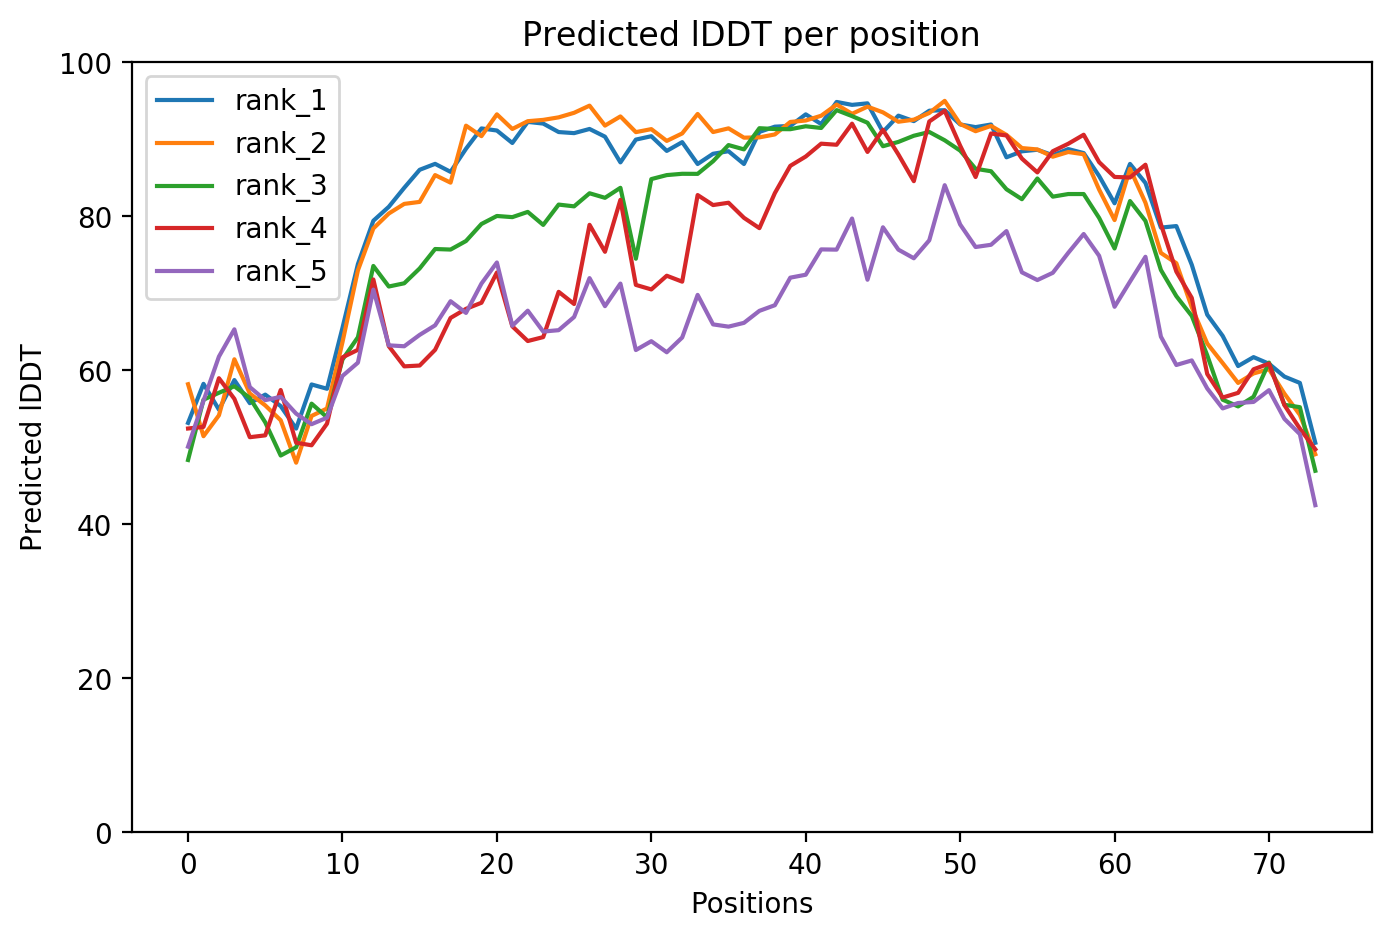 Predicted lDDT per position
100
80
60
40
20
0
Predicted lDDT
rank_1
rank_2
rank_3
rank_4
rank_5
0 10 20 30 40 50 60 70
Positions